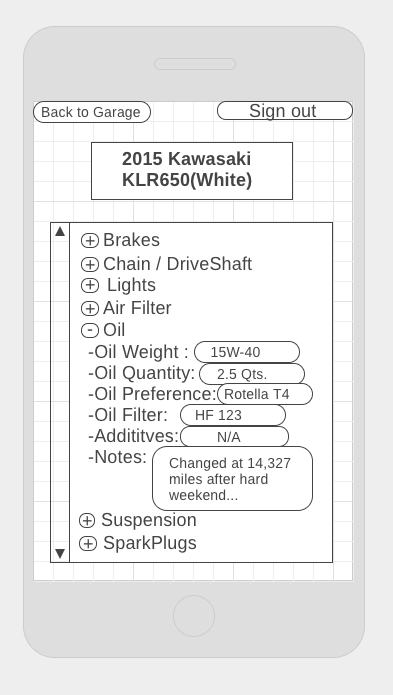 Back to Garage
Sign out
2015 Kawasaki
KLR650(White)
+ Brakes
+ Chain / DriveShaft
+ Lights
+ Air Filter
- Oil
-Oil Weight : 15W-40
-Oil Quantity: 2.5 Qts.
-Oil Preference: Rotella T4
-Oil Filter: HF 123
-Addititves: N/A
-Notes: Changed at 14,327
miles after hard
weekend...
+ Suspension
+ SparkPlugs